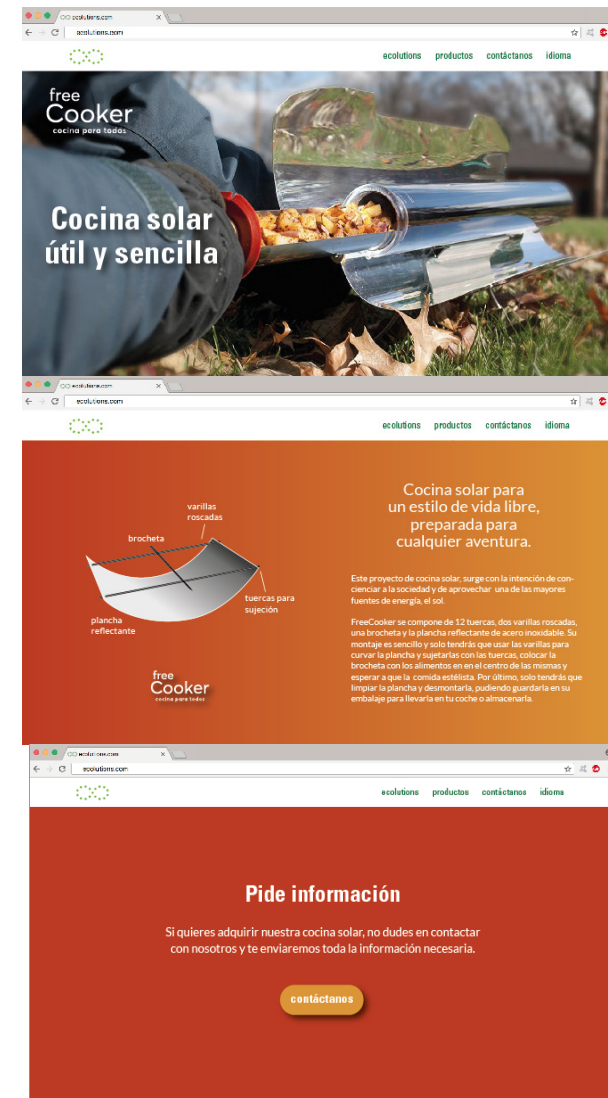 ecolutions.com
ecolutions.com
ecolutions productos contáctanos idioma
free
Cooker
cocina para todos
Cocina solar
útil y sencilla
ecolutions.com
ecolutions.com
ecolutions productos contáctanos idioma
varillas
roscadas
brocheta
tuercas para
sujeción
plancha
reflectante
free
Cooker
cocina para todos
Cocina solar para
un estilo de vida libre,
preparada para
cualquier aventura.
Este proyecto de cocina solar, surge con la intención de con-
cienciar a la sociedad y de aprovechar una de las mayores
fuentes de energía, el sol.
FreeCooker se compone de 12 tuercas, dos varillas roscadas,
una brocheta y la plancha reflectante de acero inoxidable. Su
montaje es sencillo y solo tendrás que usar las varillas para
curvar la plancha y sujetarlas con las tuercas, colocar la
brocheta con los alimentos en en el centro de las mismas y
esperar a que la comida estélista. Por último, solo tendrás que
limpiar la plancha y desmontarla, pudiendo guardarla en su
embalaje para llevarla en tu coche o almacenarla.
ecolutions.com
ecolutions.com
ecolutions productos contáctanos idioma
Pide información
Si quieres adquirir nuestra cocina solar, no dudes en contactar
con nosotros y te enviaremos toda la información necesaria.
contáctanos